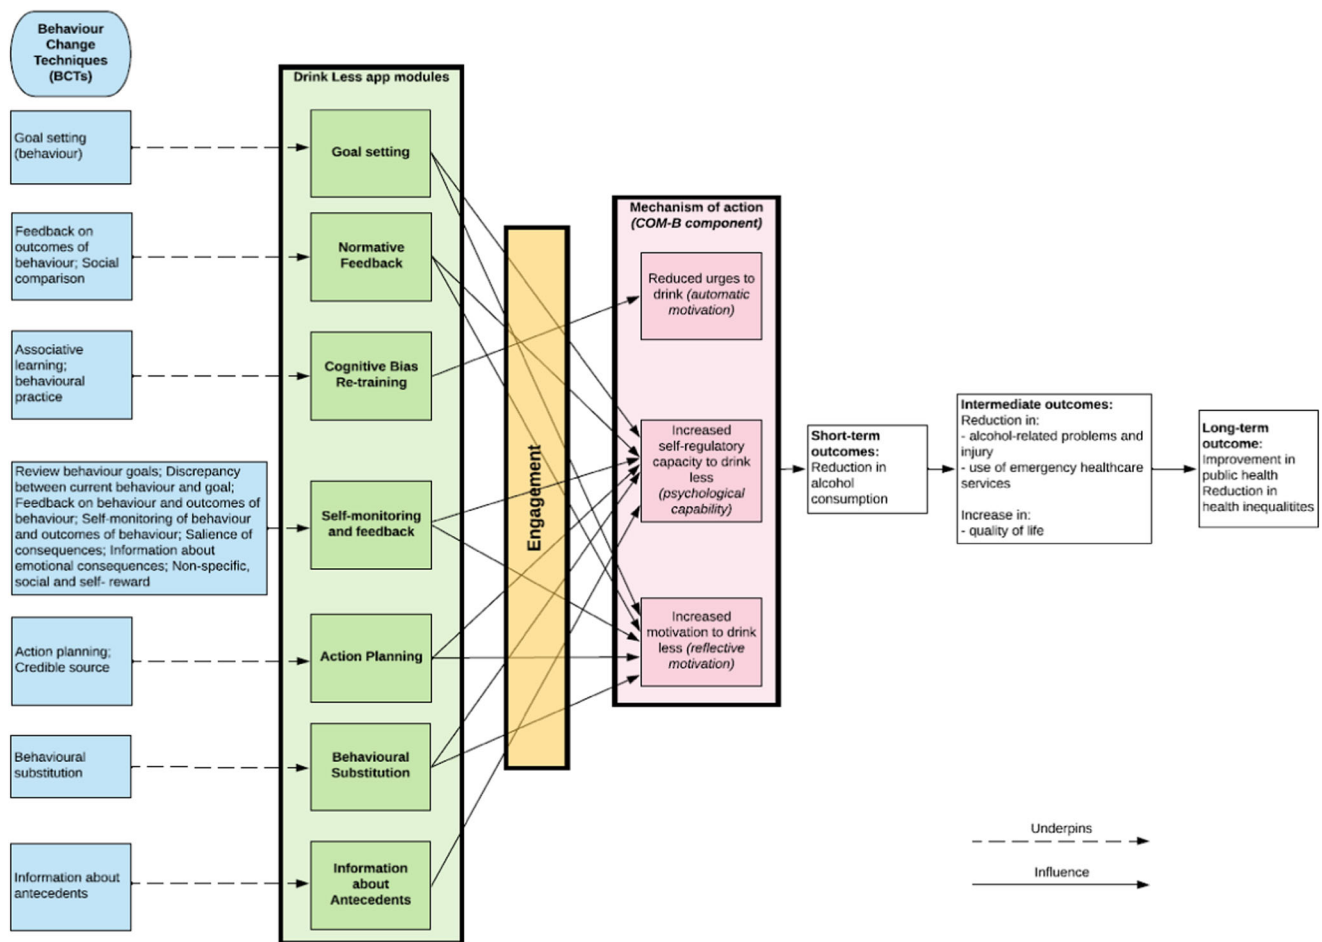 Behaviour
Change
Techniques
(BCTs)
Goal setting
(behaviour)
Feedback on
outcomes of
behaviour; Social
comparison
Associative
learning;
behavioural
practice
Review behaviour goals; Discrepancy
between current behaviour and goal;
Feedback on behaviour and outcomes of
behaviour; Self-monitoring of behaviour
and outcomes of behaviour; Salience of
consequences; Information about
emotional consequences; Non-specific,
social and self- reward
Action planning;
Credible source
Behavioural
substitution
Information about
antecedents
Drink Less app modules
Goal setting
Normative
Feedback
Cognitive Bias
Re-training
Self-monitoring
and feedback
Action Planning
Behavioural
Substitution
Information
about
Antecedents
Engagement
Mechanism of action
(COM-B component)
Reduced urges to
drink (automatic
motivation)
Increased
self-regulatory
capacity to drink
less
(psychological
capability)
Increased
motivation to drink
less (reflective
motivation)
Short-term
outcomes:
Reduction in
alcohol
consumption
Intermediate outcomes:
Reduction in:
- alcohol-related problems and
injury
- use of emergency healthcare
services
Increase in:
- quality of life
Long-term
outcome:
Improvement in
public health
Reduction in
health inequalitites
Underpins
Influence